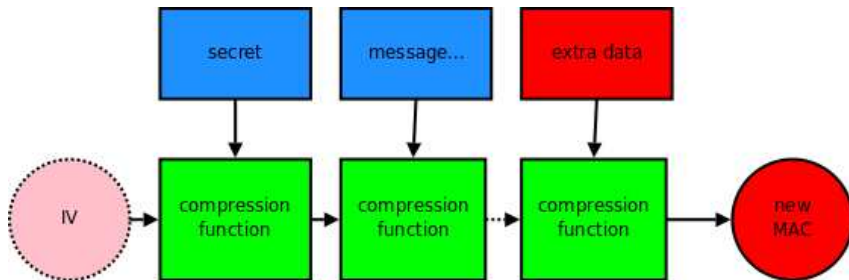 secret
message...
extra data
IV
compression
function
compression
function
compression
function
new
MAC